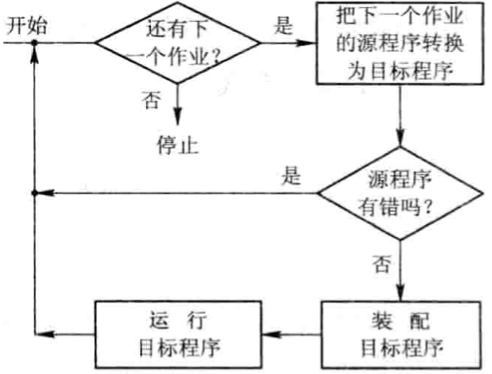 开始
还有下
一个作业？
是
把下一个作业
的源程序转换
为目标程序
否
停止
是
源程序
有错吗？
否
运 行
目标程序
装 配
目标程序